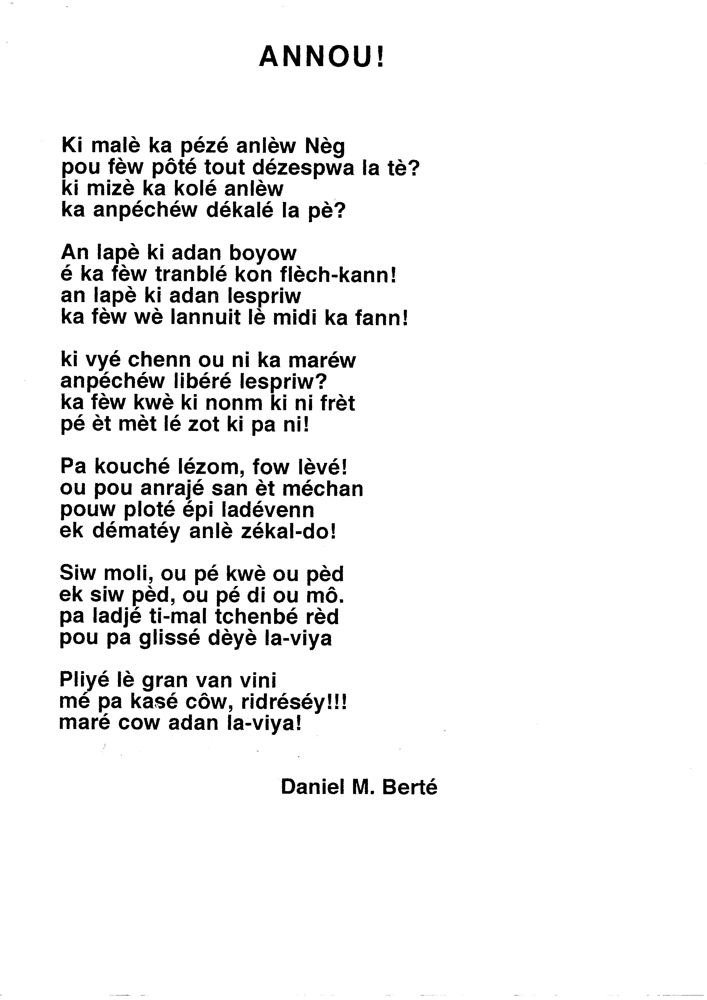 ANNOU!
Ki malè ka pézé anlèw Nèg
pou fèw pôté tout dézespwa la tè?
ki mizè ka kolé anlèw
ka anpéchéw dékalé la pè?
An lapè ki adan boyow
é ka fèw tranblé kon flèch-kann!
an lapè ki adan lespriw
ka fèw wè lannuit lè midi ka fann!
ki vyé chenn ou ni ka maréw
anpéchéw libéré lespriw?
ka fèw kwè ki nonm ki ni frèt
pé èt mèt lé zot ki pa ni!
Pa kouché lézom, fow lèvé!
ou pou anrajé san èt méchan
pouw ploté épi ladévenn
ek dématéy anlè zékal-do!
Siw moli, ou pé kwè ou pèd
ek siw pèd, ou pé di ou mô.
pa ladjé ti-mal tchenbé rèd
pou pa glissé dèyè la-viya
Pliyé lè gran van vini
mé pa kasé côw, ridréséy!!!
maré cow adan la-viya!
Daniel M. Berté